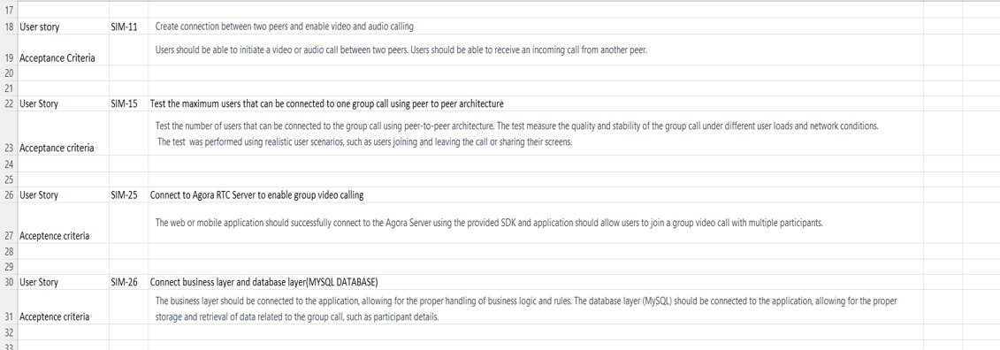 17
18 User story SIM-11 Create connection between two peers and enable video and audio calling
Users should be able to initiate a video or audio call between two peers. Users should be able to receive an incoming call from another peer.
19 Acceptance Criteria
20
21
22 User Story SIM-15 Test the maximum users that can be connected to one group call using peer to peer architecture
Test the number of users that can be connected to the group call using peer-to-peer architecture. The test measure the quality and stability of the group call under different user loads and network conditions.
The test was performed using realistic user scenarios, such as users joining and leaving the call or sharing their screens.
23 Acceptance criteria
24
25
26 User Story SIM-25 Connect to Agora RTC Server to enable group video calling
The web or mobile application should successfully connect to the Agora Server using the provided SDK and application should allow users to join a group video call with multiple participants.
27 Acceptence criteria
28
29
30 User Story SIM-26 Connect business layer and database layer(MYSQL DATABASE)
The business layer should be connected to the application, allowing for the proper handling of business logic and rules. The database layer (MySQL) should be connected to the application, allowing for the proper
31 Acceptence criteria storage and retrieval of data related to the group call, such as participant details.
32
33